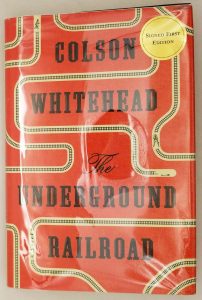 COLSON
WHITEHEAD
The
UNDERGROUND
RAILROAD
SIGNED FIRST
EDITION